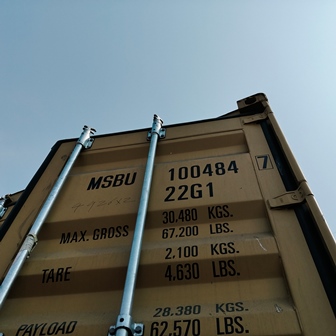 MSBU 100484 7
22G1
30.480 KGS.
MAX. GROSS 67.200 LBS.
2.100 KGS.
TARE 4,630 LBS.
28.380 KGS.
PAYLOAD 62,570 LBS.